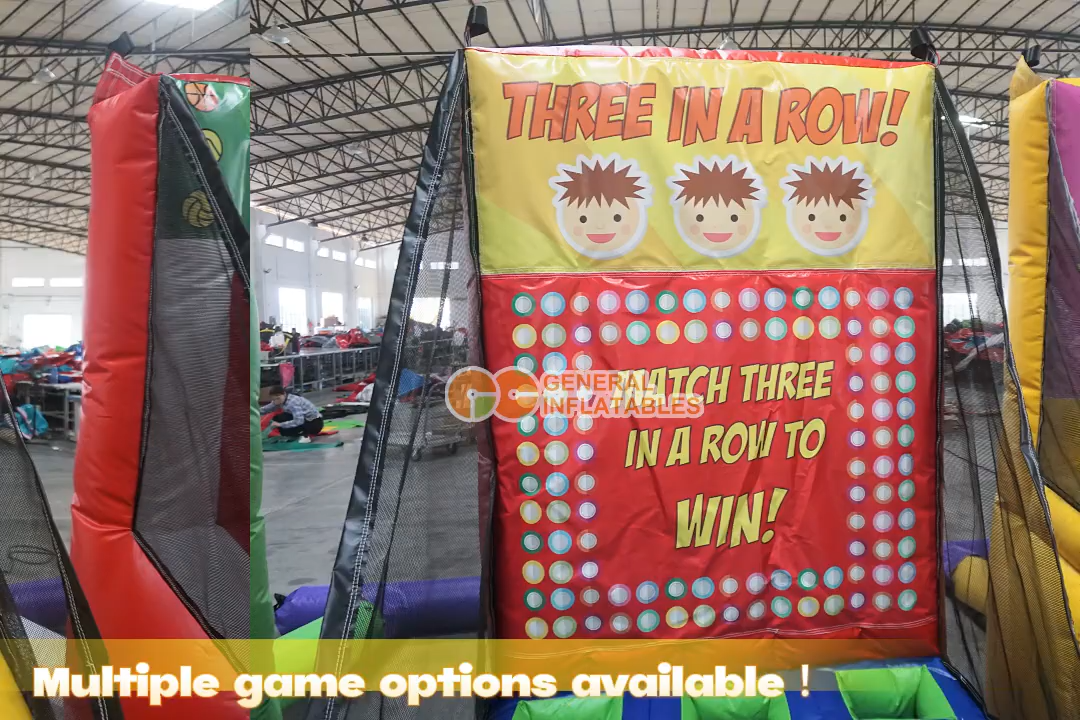 THREE IN A ROW!
GENERAL
INFLATABLES
MATCH THREE
IN A ROW TO
WIN!
Multiple game options available !